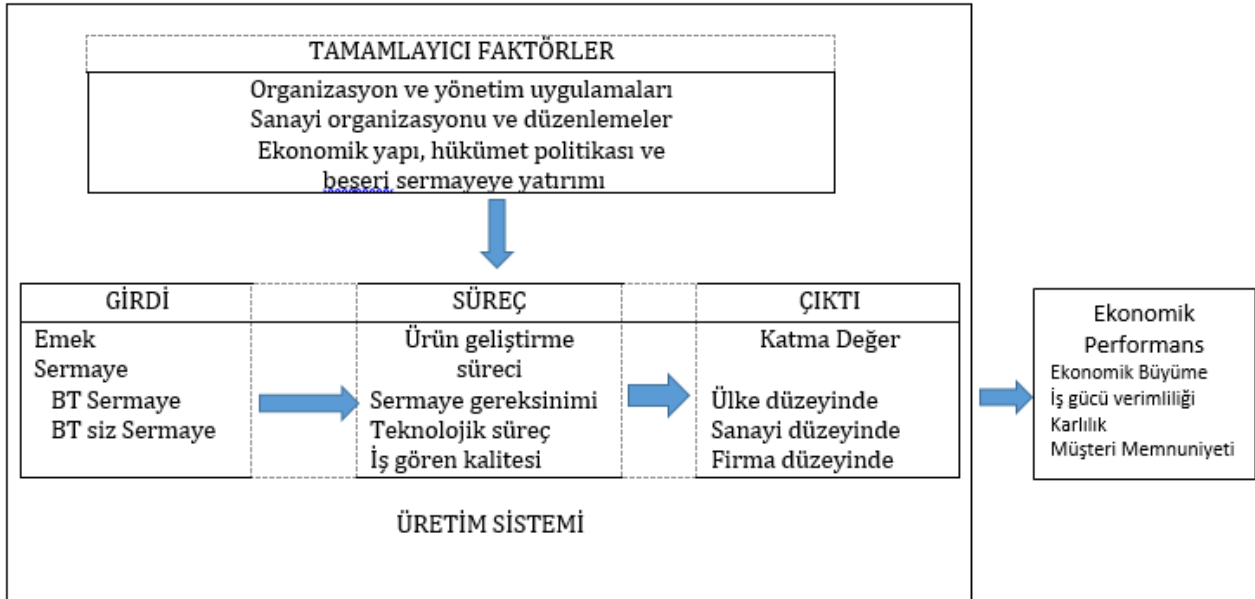 TAMAMLAYICI FAKTÖRLER
Organizasyon ve yönetim uygulamaları
Sanayi organizasyonu ve düzenlemeler
Ekonomik yapı, hükümet politikası ve
beşeri sermayeye yatırımı
GİRDİ
Emek
Sermaye
BT Sermaye
BT siz Sermaye
SÜREÇ
Ürün geliştirme
süreci
Sermaye gereksinimi
Teknolojik süreç
İş gören kalitesi
ÇIKTI
Katma Değer
Ülke düzeyinde
Sanayi düzeyinde
Firma düzeyinde
ÜRETİM SİSTEMİ
Ekonomik
Performans
Ekonomik Büyüme
İş gücü verimliliği
Karlılık
Müşteri Memnuniyeti